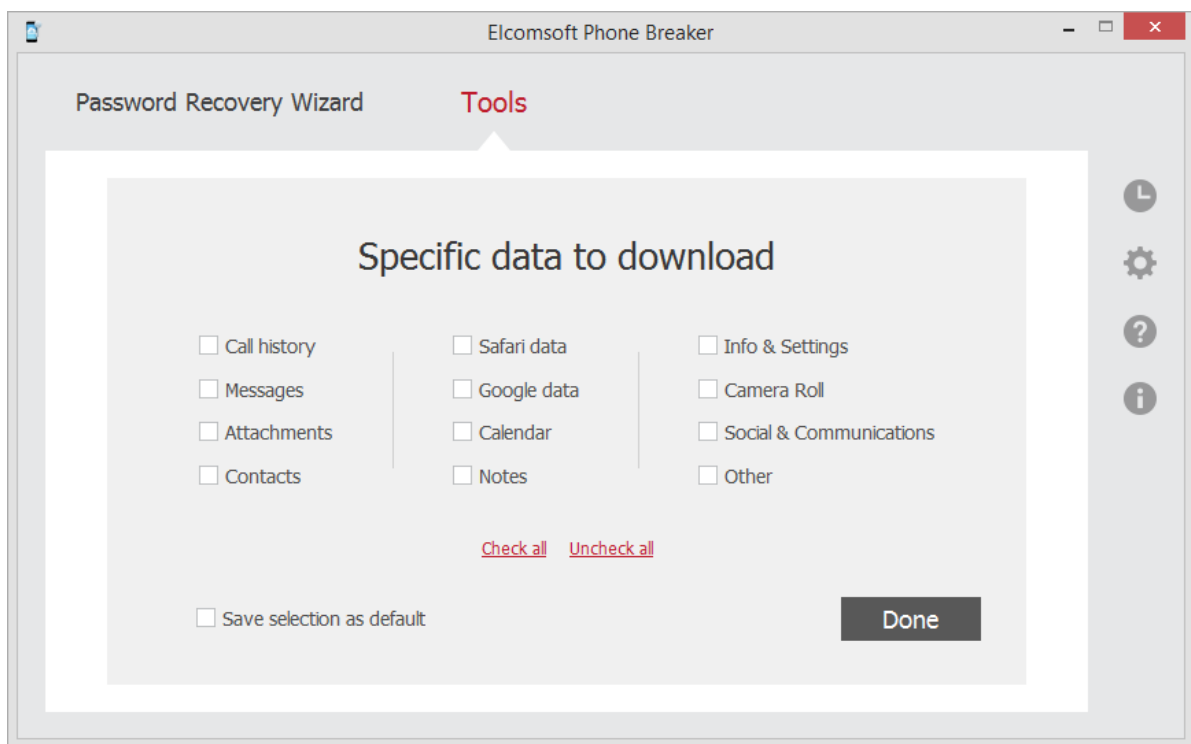 Elcomsoft Phone Breaker
Password Recovery Wizard
Tools
Specific data to download
Call history
Messages
Attachments
Contacts
Safari data
Google data
Calendar
Notes
Info & Settings
Camera Roll
Social & Communications
Other
Check all
Uncheck all
Save selection as default
Done